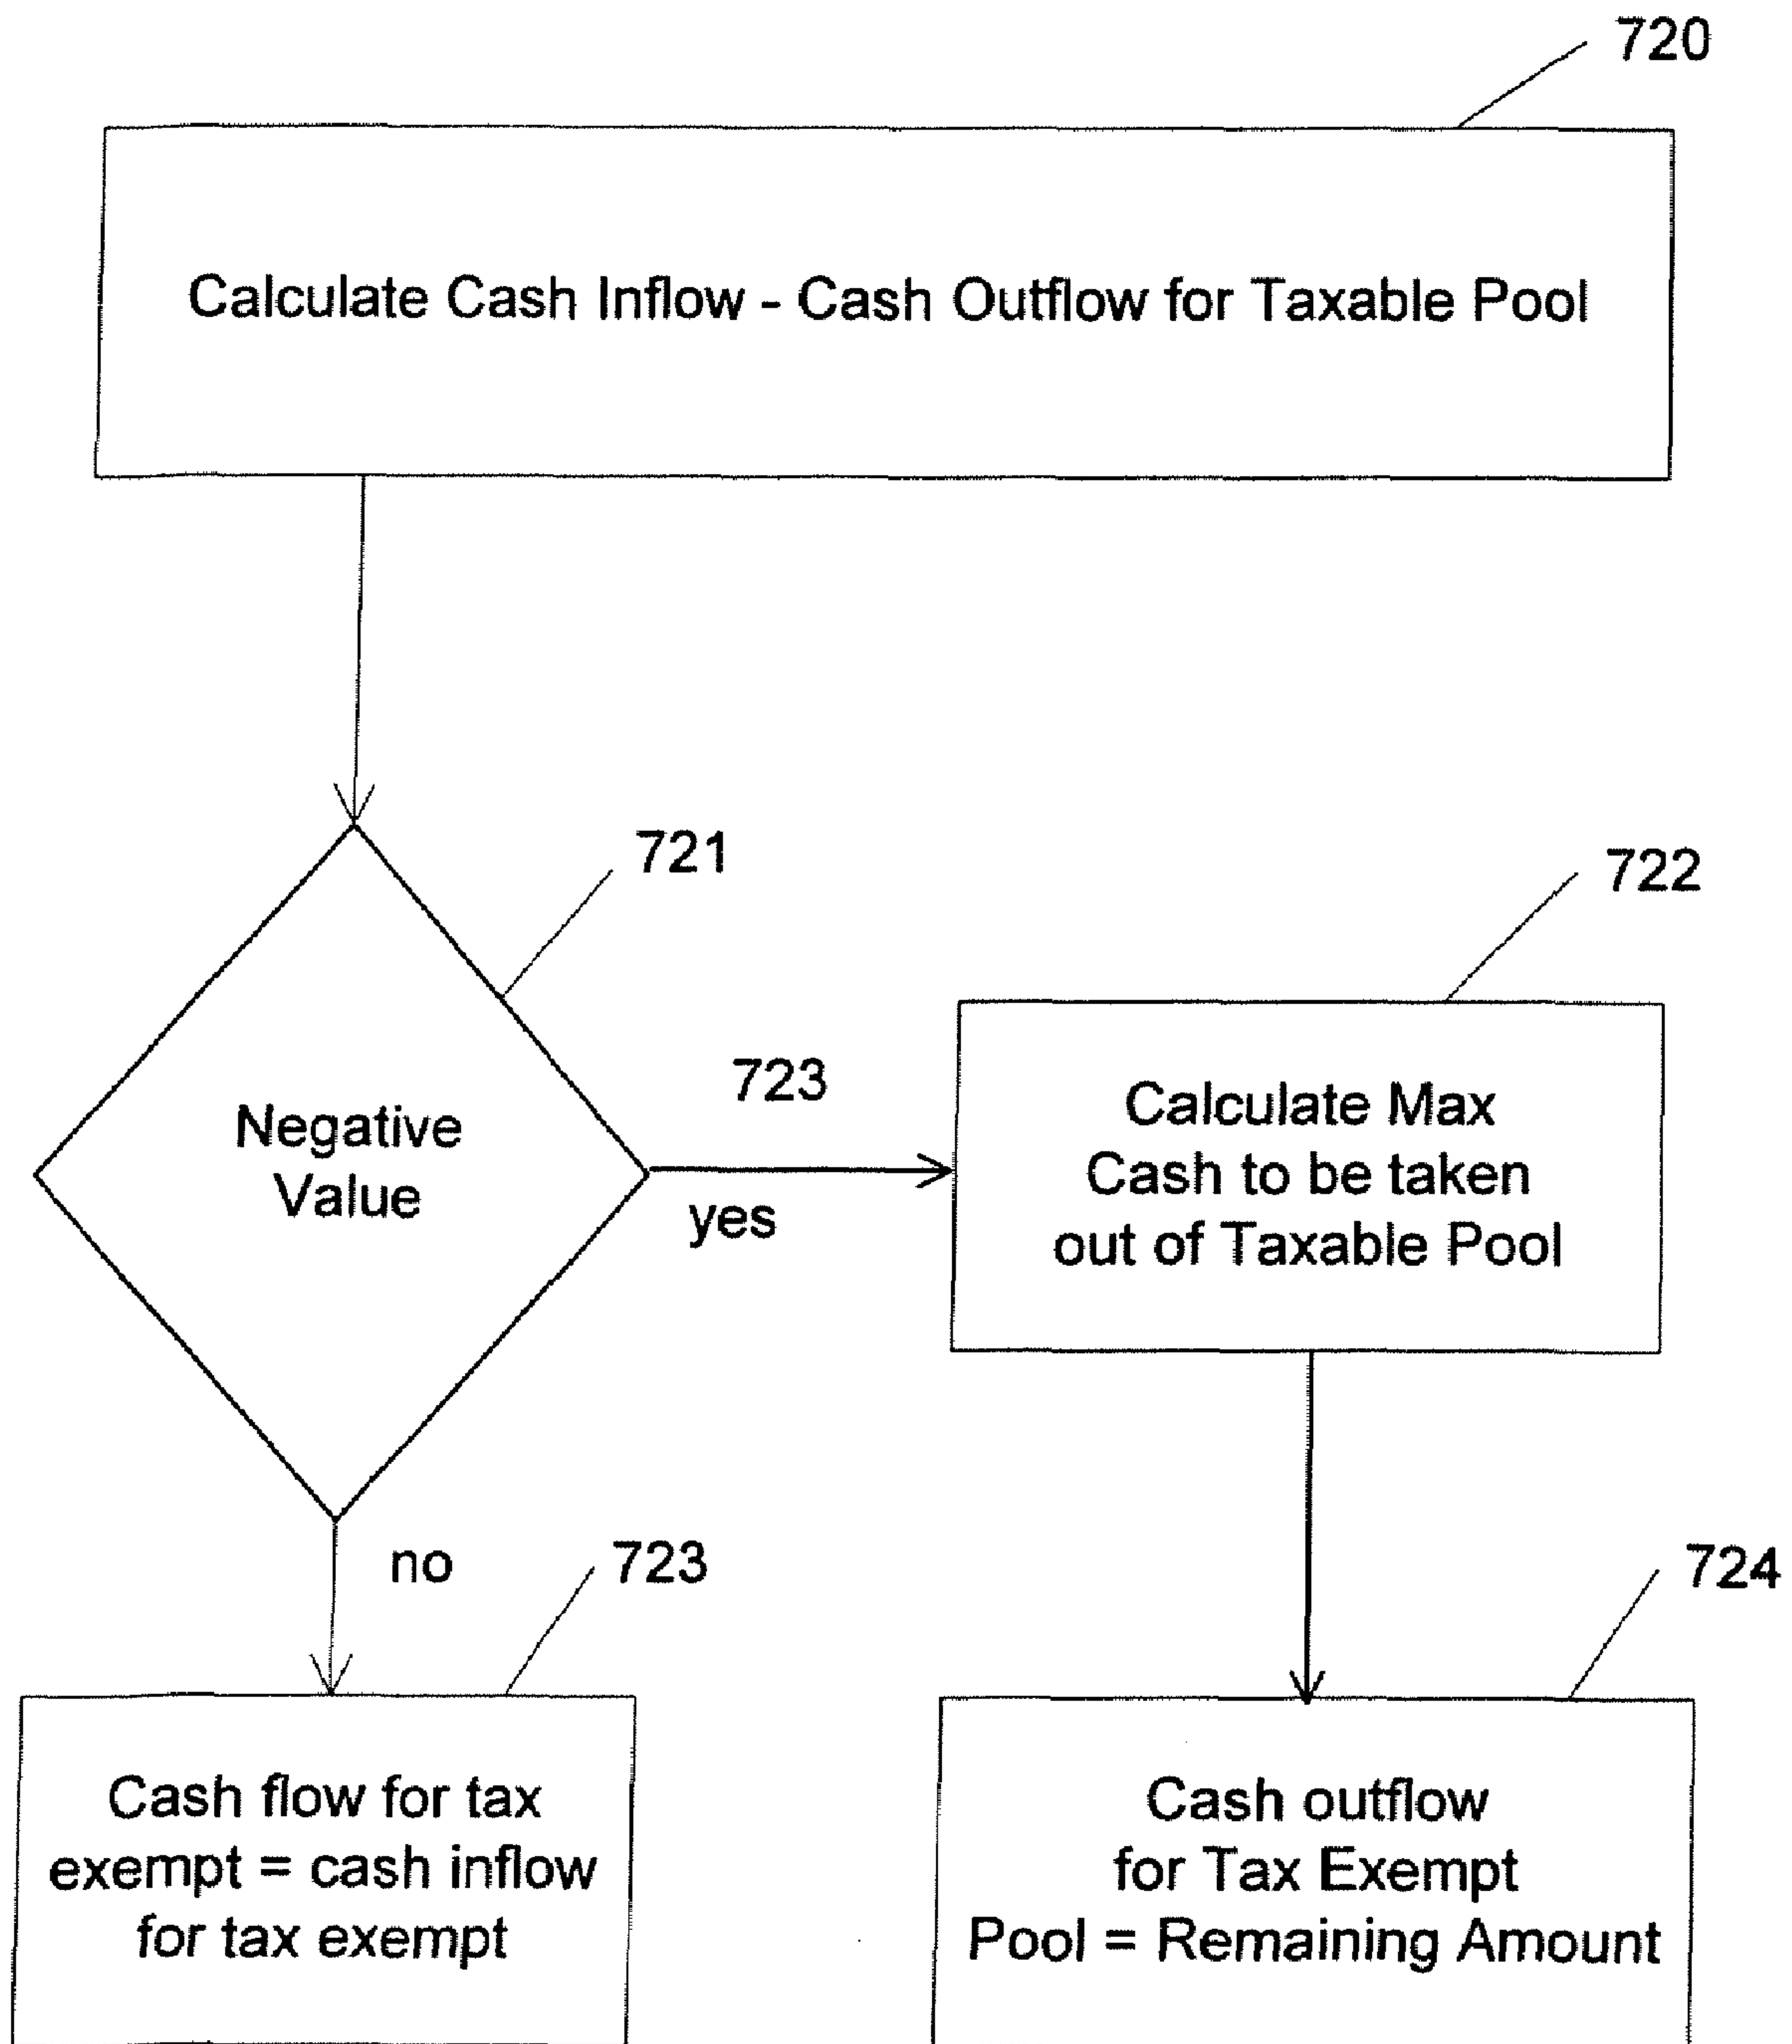 720
Calculate Cash Inflow - Cash Outflow for Taxable Pool
721
722
Negative
Value
723
yes
Calculate Max
Cash to be taken
out of Taxable Pool
no
723
724
Cash flow for tax
exempt = cash inflow
for tax exempt
Cash outflow
for Tax Exempt
Pool = Remaining Amount